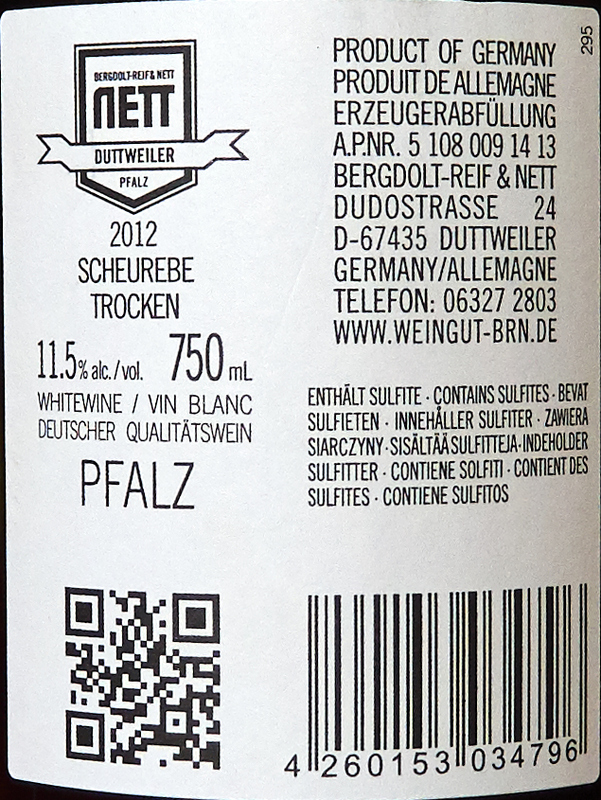 BERGDOLT-REIF & NETT
NETT
DUTTWEILER
PFALZ
2012
SCHEUREBE
TROCKEN
11.5% alc./vol. 750 mL
WHITEWINE / VIN BLANC
DEUTSCHER QUALITÄTSWEIN
PFALZ
295
PRODUCT OF GERMANY
PRODUIT DE ALLEMAGNE
ERZEUGERABFÜLLUNG
A.P.NR. 5 108 009 14 13
BERGDOLT-REIF & NETT
DUDOSTRASSE 24
D-67435 DUTTWEILER
GERMANY/ALLEMAGNE
TELEFON: 06327 2803
WWW.WEINGUT-BRN.DE
ENTHÄLT SULFITE · CONTAINS SULFITES · BEVAT
SULFIETEN · INNEHÅLLER SULFITER · ZAWIERA
SIARCZYNY · SISÄLTÄÄ SULFITTEJA · INDEHOLDER
SULFITTER · CONTIENE SOLFITI · CONTIENT DES
SULFITES · CONTIENE SULFITOS
4 260153 034796